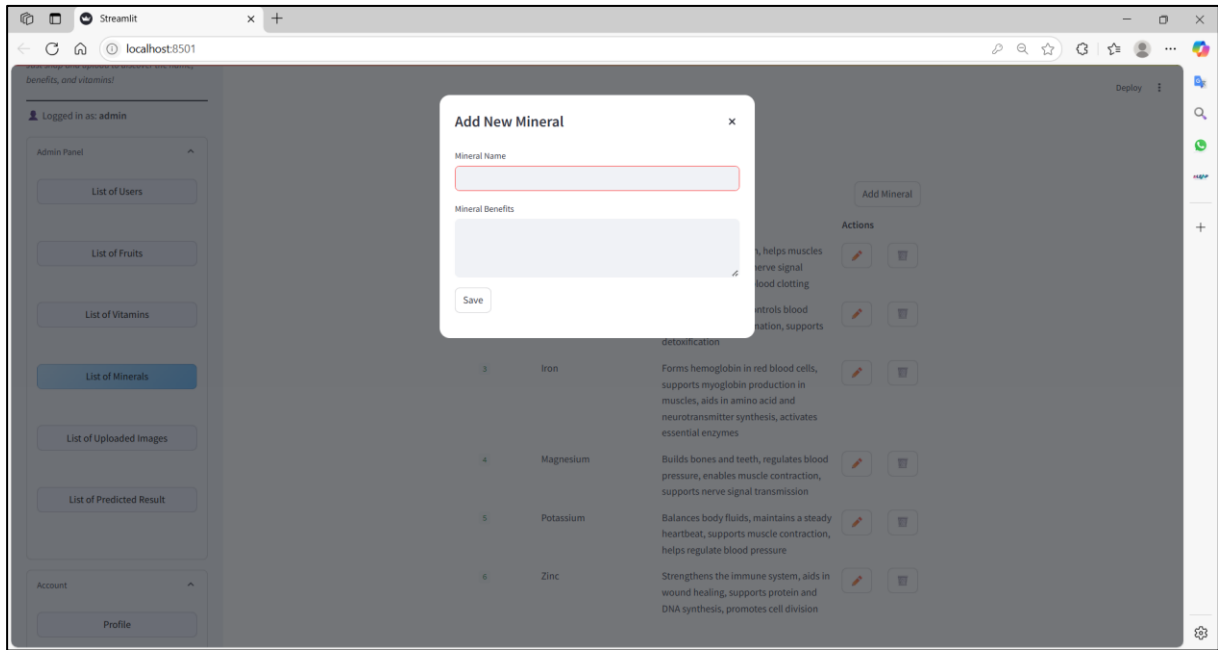 Streamlit
localhost:8501
benefits, and vitamins!
Deploy
Logged in as: admin
Add New Mineral
Admin Panel
Mineral Name
List of Users
Add Mineral
Mineral Benefits
Actions
List of Fruits
helps muscles
nerve signal
blood clotting
Save
List of Vitamins
controls blood
supports
detoxification
List of Minerals
3 Iron Forms hemoglobin in red blood cells,
supports myoglobin production in
muscles, aids in amino acid and
neurotransmitter synthesis, activates
essential enzymes
List of Uploaded Images
4 Magnesium Builds bones and teeth, regulates blood
pressure, enables muscle contraction,
supports nerve signal transmission
List of Predicted Result
5 Potassium Balances body fluids, maintains a steady
heartbeat, supports muscle contraction,
helps regulate blood pressure
Account
6 Zinc Strengthens the immune system, aids in
wound healing, supports protein and
DNA synthesis, promotes cell division
Profile